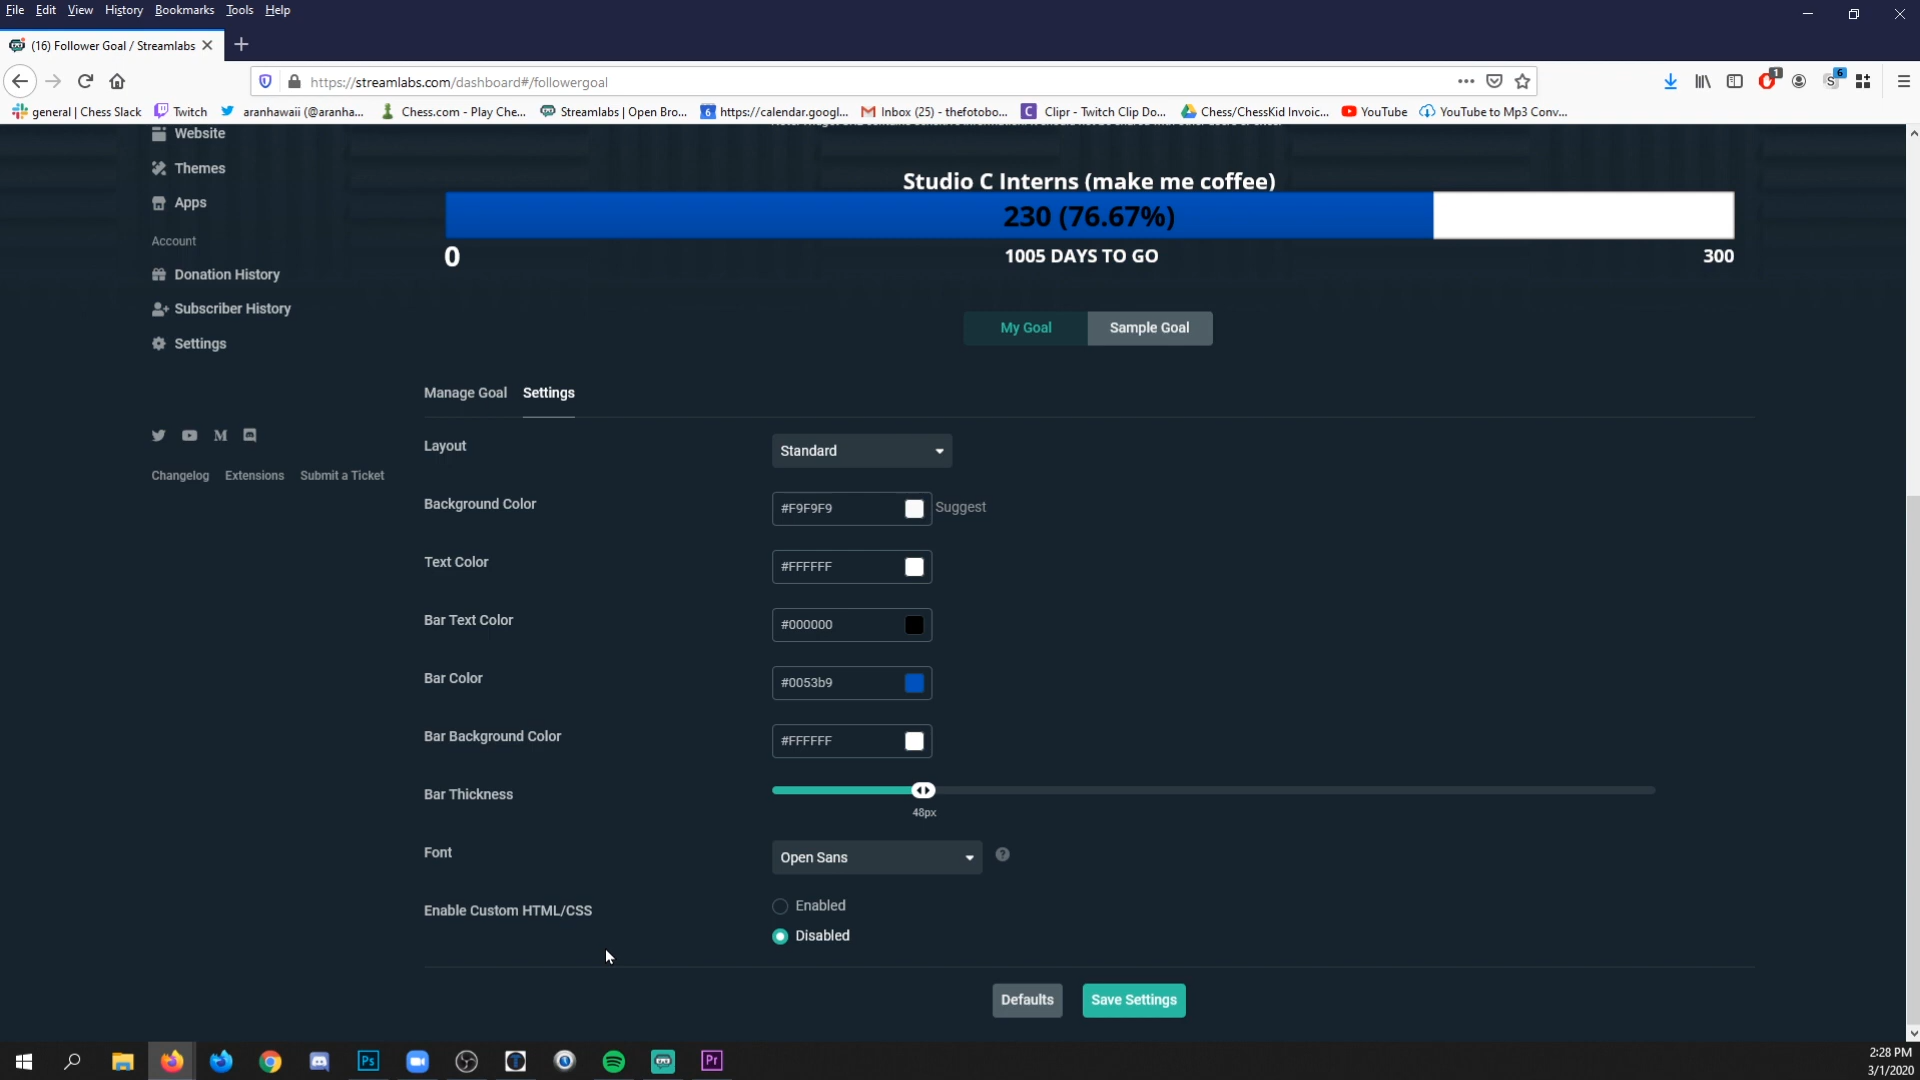 File Edit View History Bookmarks Tools Help
(16) Follower Goal / Streamlabs
https://streamlabs.com/dashboard#/followergoal
1
S 6
general | Chess Slack Twitch aranhawaii (@aranha... Chess.com - Play Che... Streamlabs | Open Bro... 6 https://calendar.googl... Inbox (25) - thefotobo... C Clipr - Twitch Clip Do... Chess/ChessKid Invoic... YouTube YouTube to Mp3 Conv...
Website
Themes
Apps
Account
Donation History
Subscriber History
Settings
Changelog Extensions Submit a Ticket
Studio C Interns (make me coffee)
230 (76.67%)
0 1005 DAYS TO GO 300
My Goal Sample Goal
Manage Goal Settings
Layout Standard
Background Color #F9F9F9 Suggest
Text Color #FFFFFF
Bar Text Color #000000
Bar Color #0053b9
Bar Background Color #FFFFFF
Bar Thickness
48px
Font Open Sans ?
Enable Custom HTML/CSS Enabled
Disabled
Defaults Save Settings
Ps T Pr
2:28 PM
3/1/2020